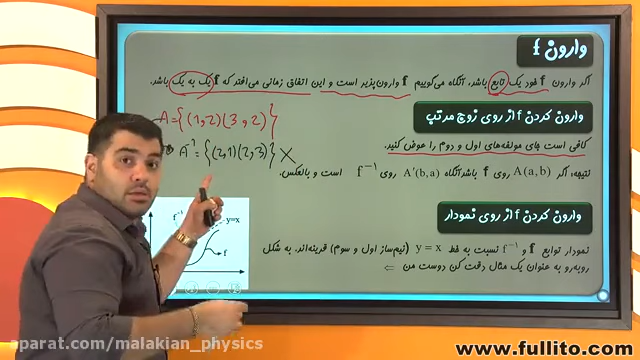 وارون f
اگر وارون f خود یک تابع باشد، آنگاه می‌گوییم f وارون‌پذیر است و این اتفاق زمانی می‌افتد که f یک به یک باشد.
وارون کردن f از روی زوج مرتب
A={(1,2)(3,2)}
کافی است جای مولفه‌های اول و دوم را عوض کنید.
A⁻¹={(2,1)(2,3)} X
نتیجه: اگر A(a,b) روی f باشد آنگاه A′(b,a) روی f⁻¹ است و بالعکس.
وارون کردن f از روی نمودار
f⁻¹
y=x
f
نمودار توابع f و f⁻¹ نسبت به خط y = x (نیم‌ساز اول و سوم) قرینه‌اند. به شکل
روبه‌رو به عنوان یک مثال دقت کن دوست من ⇐
aparat.com/malakian_physics
www.fullito.com